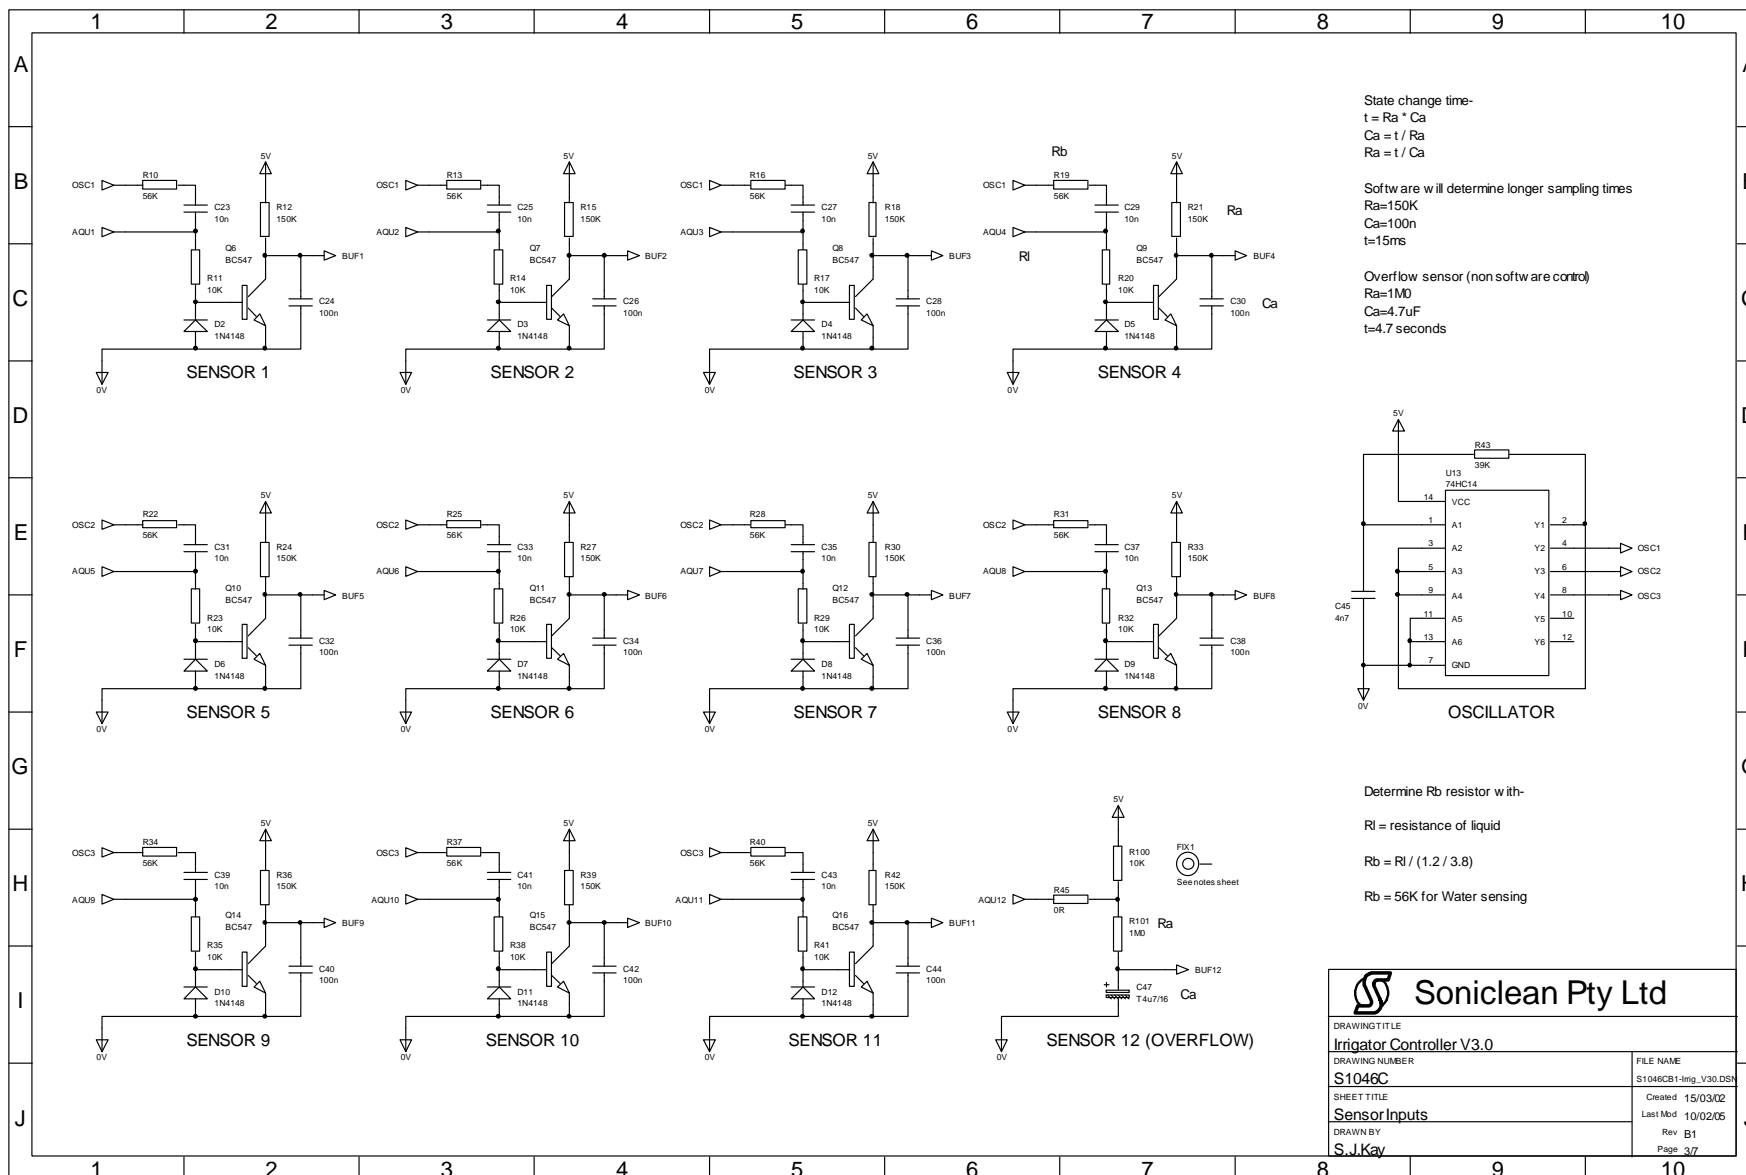 1 2 3 4 5 6 7 8 9 10
A
B
C
D
E
F
G
H
I
J
5V
OSC1
R10
56K
C23
10n
R12
150K
AQU1
Q6
BC547
BUF1
R11
10K
C24
100n
D2
1N4148
0V
SENSOR 1
5V
OSC1
R13
56K
C25
10n
R15
150K
AQU2
Q7
BC547
BUF2
R14
10K
C26
100n
D3
1N4148
0V
SENSOR 2
5V
OSC1
R16
56K
C27
10n
R18
150K
AQU3
Q8
BC547
BUF3
R17
10K
C28
100n
D4
1N4148
0V
SENSOR 3
Rb
5V
OSC1
R19
56K
C29
10n
R21
150K
Ra
AQU4
Rl
Q9
BC547
BUF4
R20
10K
C30
100n
Ca
D5
1N4148
0V
SENSOR 4
State change time-
t = Ra * Ca
Ca = t / Ra
Ra = t / Ca
Software will determine longer sampling times
Ra=150K
Ca=100n
t=15ms
Overflow sensor (non software control)
Ra=1M0
Ca=4.7uF
t=4.7 seconds
5V
OSC2
R22
56K
C31
10n
R24
150K
AQU5
Q10
BC547
BUF5
R23
10K
C32
100n
D6
1N4148
0V
SENSOR 5
5V
OSC2
R25
56K
C33
10n
R27
150K
AQU6
Q11
BC547
BUF6
R26
10K
C34
100n
D7
1N4148
0V
SENSOR 6
5V
OSC2
R28
56K
C35
10n
R30
150K
AQU7
Q12
BC547
BUF7
R29
10K
C36
100n
D8
1N4148
0V
SENSOR 7
5V
OSC2
R31
56K
C37
10n
R33
150K
AQU8
Q13
BC547
BUF8
R32
10K
C38
100n
D9
1N4148
0V
SENSOR 8
5V
R43
39K
U13
74HC14
14 VCC
1 A1 Y1 2
3 A2 Y2 4 OSC1
5 A3 Y3 6 OSC2
9 A4 Y4 8 OSC3
11 A5 Y5 10
13 A6 Y6 12
7 GND
C45
4n7
0V
OSCILLATOR
5V
OSC3
R34
56K
C39
10n
R36
150K
AQU9
Q14
BC547
BUF9
R35
10K
C40
100n
D10
1N4148
0V
SENSOR 9
5V
OSC3
R37
56K
C41
10n
R39
150K
AQU10
Q15
BC547
BUF10
R38
10K
C42
100n
D11
1N4148
0V
SENSOR 10
5V
OSC3
R40
56K
C43
10n
R42
150K
AQU11
Q16
BC547
BUF11
R41
10K
C44
100n
D12
1N4148
0V
SENSOR 11
5V
R100
10K
FIX1
See notes sheet
AQU12
R45
0R
R101
1M0
Ra
BUF12
+
C47
T4u7/16
Ca
0V
SENSOR 12 (OVERFLOW)
Determine Rb resistor with-
Rl = resistance of liquid
Rb = Rl / (1.2 / 3.8)
Rb = 56K for Water sensing
Soniclean Pty Ltd
DRAWING TITLE
Irrigator Controller V3.0
DRAWING NUMBER
S1046C
FILE NAME
S1046CB1-Irrig_V30.DSN
SHEET TITLE
Sensor Inputs
Created 15/03/02
Last Mod 10/02/05
DRAWN BY
S.J.Kay
Rev B1
Page 3/7
1 2 3 4 5 6 7 8 9 10